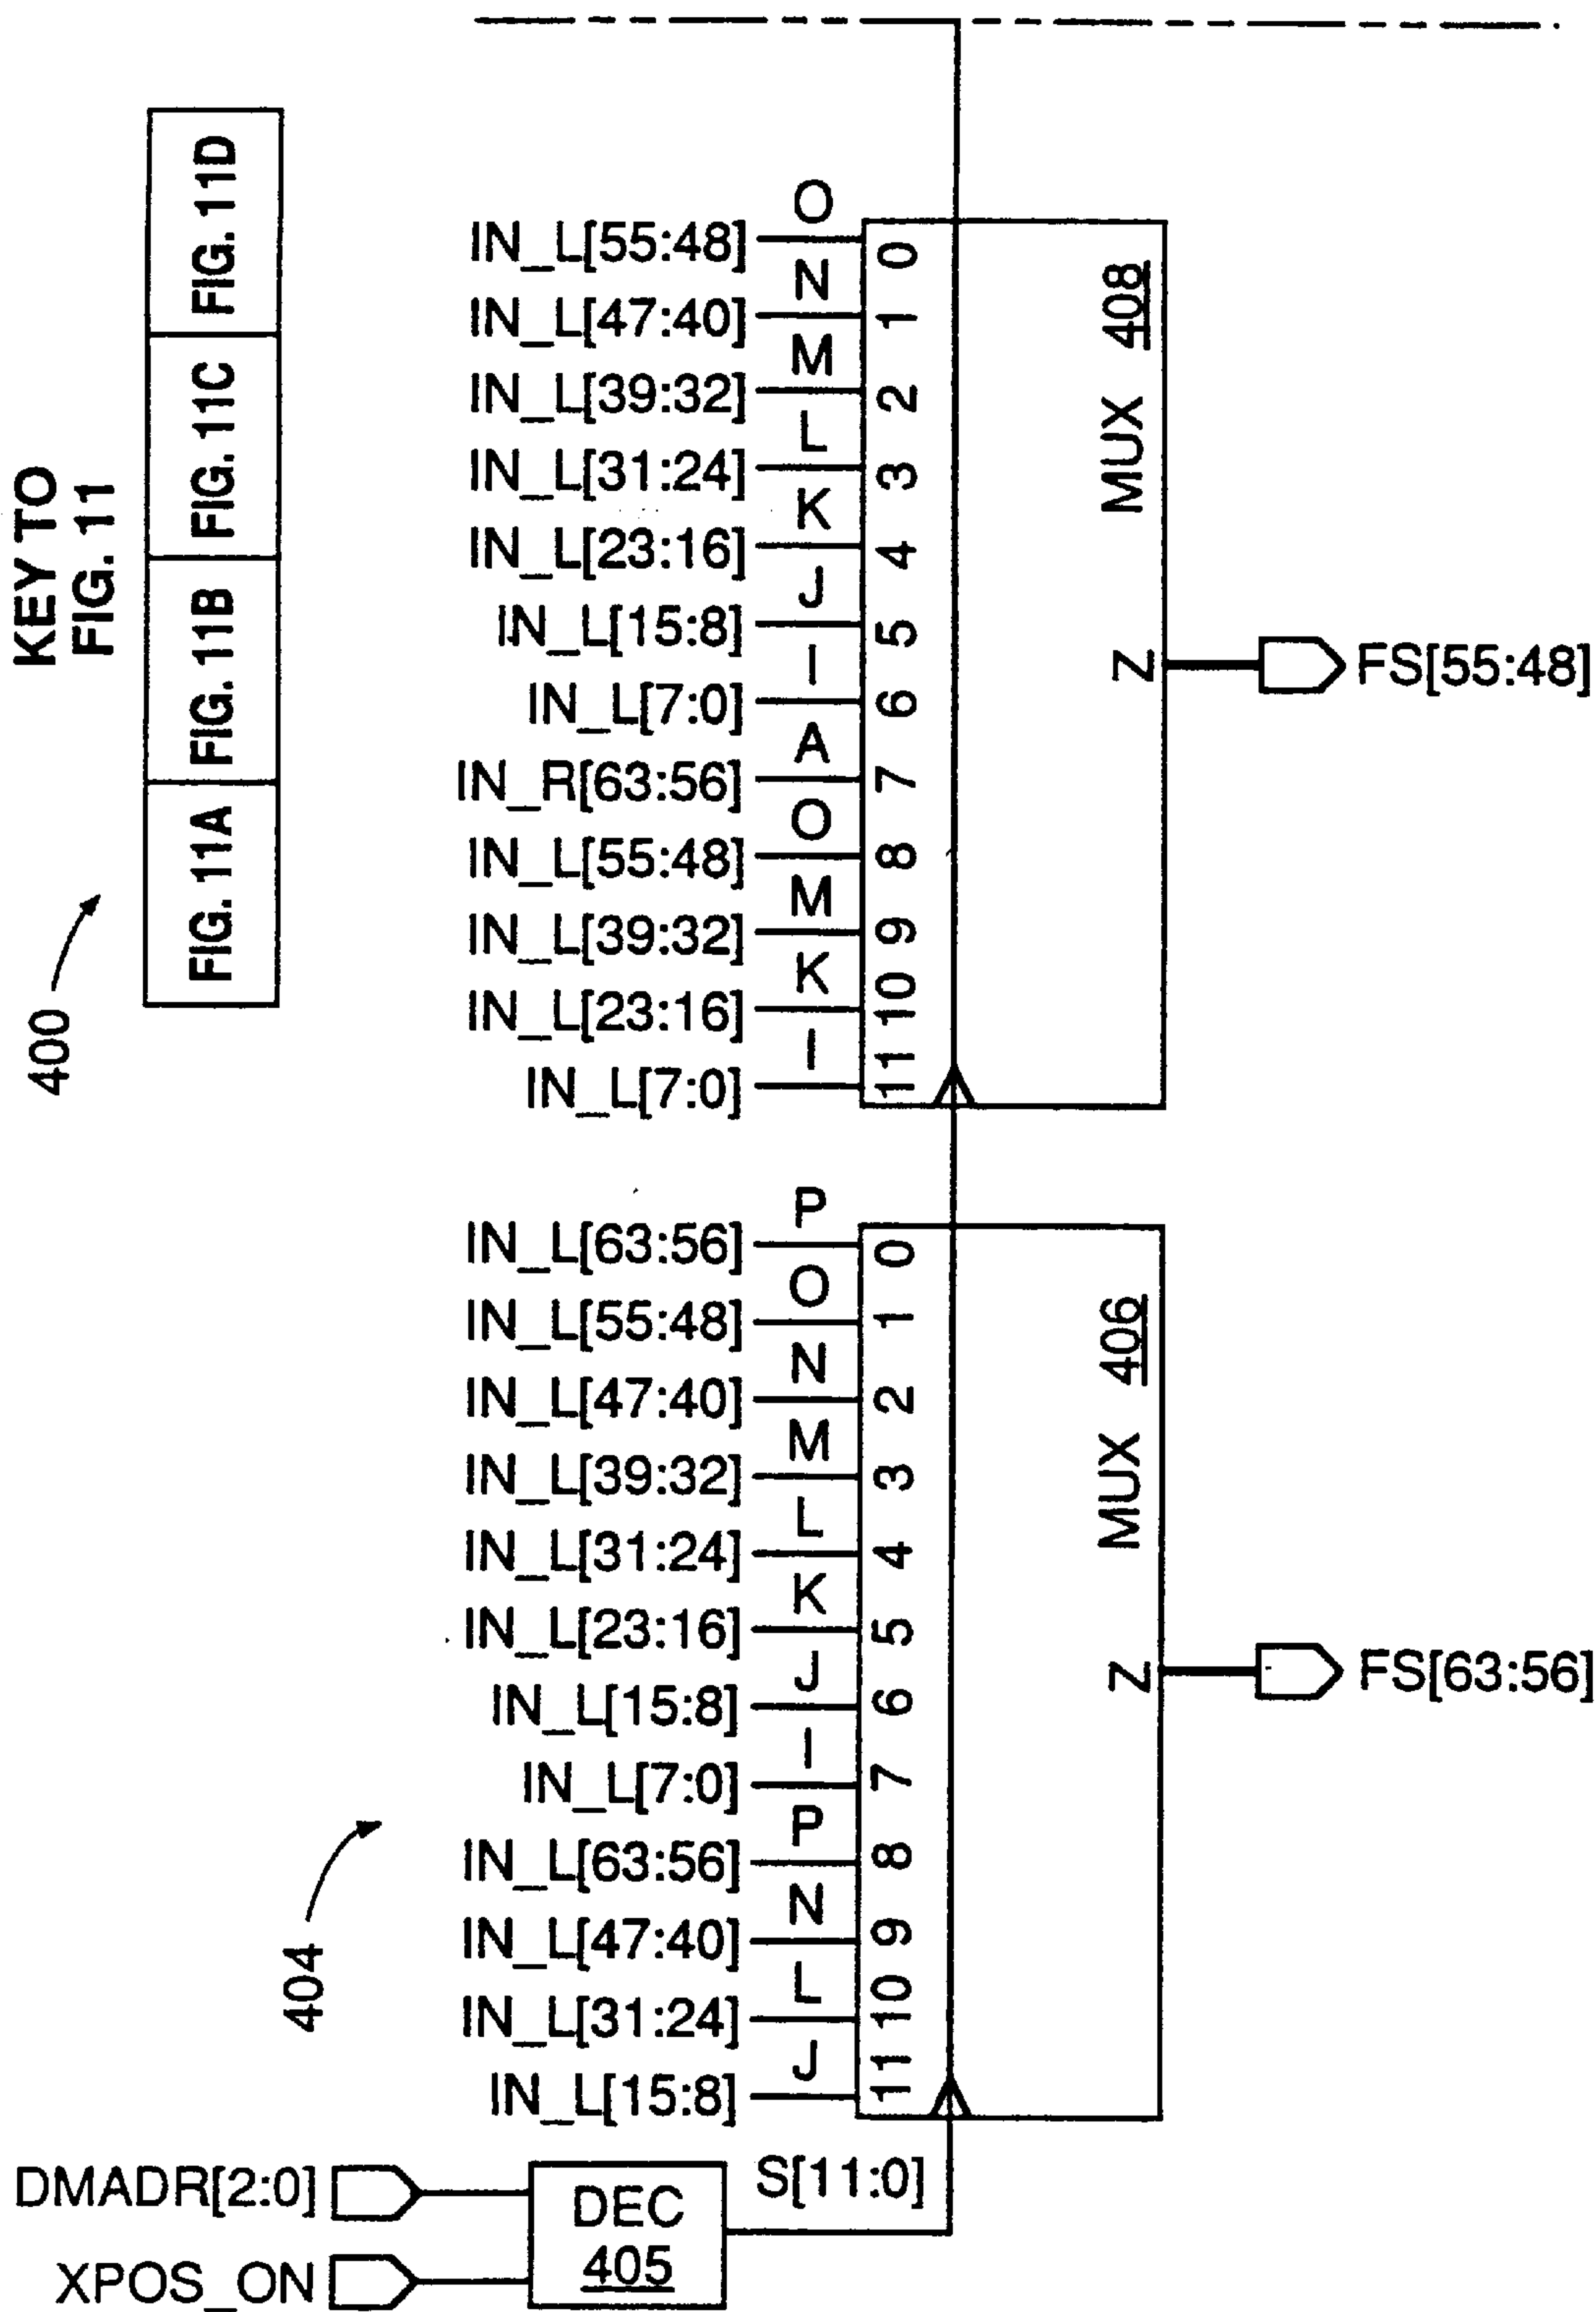 KEY TO
FIG. 11
FIG. 11A FIG. 11B FIG. 11C FIG. 11D
400
IN_L[55:48] O 0
IN_L[47:40] N 1
IN_L[39:32] M 2
IN_L[31:24] L 3
IN_L[23:16] K 4
IN_L[15:8] J 5
IN_L[7:0] I 6
IN_R[63:56] A 7
IN_L[55:48] O 8
IN_L[39:32] M 9
IN_L[23:16] K 10
IN_L[7:0] I 11
MUX 408
Z
FS[55:48]
404
IN_L[63:56] P 0
IN_L[55:48] O 1
IN_L[47:40] N 2
IN_L[39:32] M 3
IN_L[31:24] L 4
IN_L[23:16] K 5
IN_L[15:8] J 6
IN_L[7:0] I 7
IN_L[63:56] P 8
IN_L[47:40] N 9
IN_L[31:24] L 10
IN_L[15:8] J 11
MUX 406
Z
FS[63:56]
DMADR[2:0]
XPOS_ON
DEC
405
S[11:0]